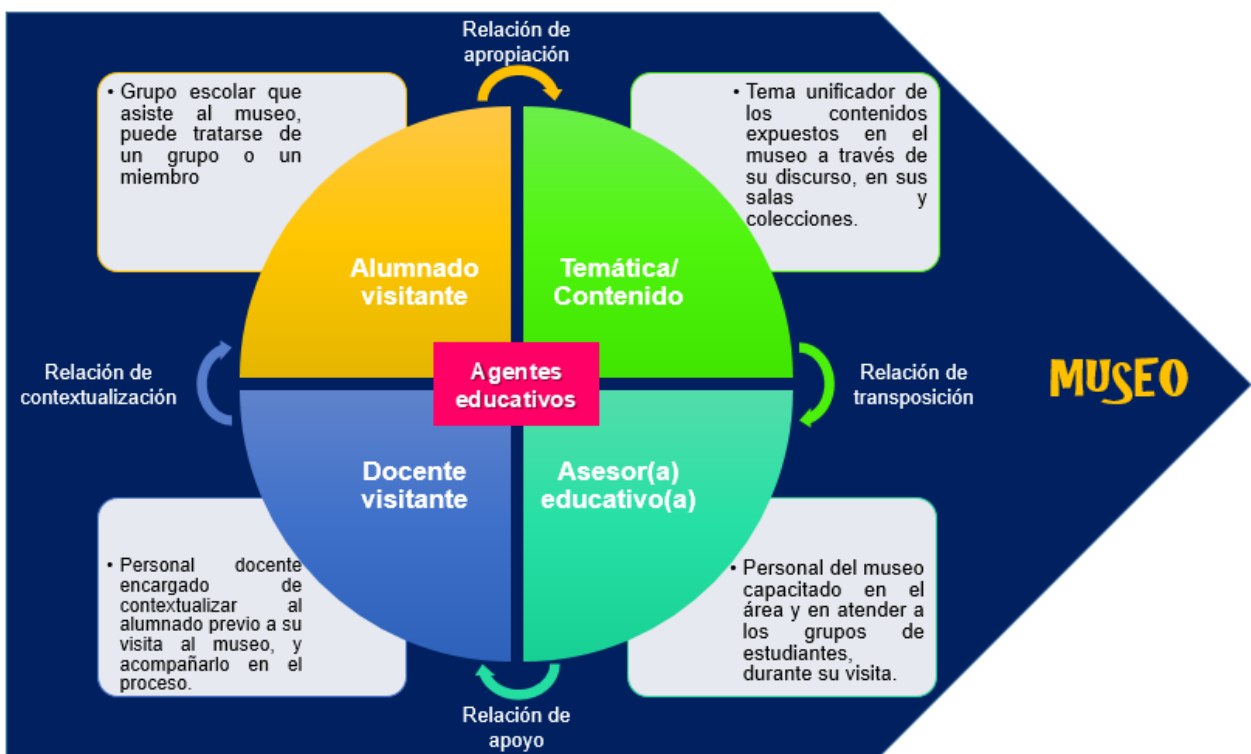 Relación de
apropiación
• Grupo escolar que
asiste al museo,
puede tratarse de
un grupo o un
miembro
• Tema unificador de
los contenidos
expuestos en el
museo a través de
su discurso, en sus
salas y
colecciones.
Alumnado
visitante
Temática/
Contenido
Relación de
contextualización
Agentes
educativos
Relación de
transposición
MUSEO
Docente
visitante
Asesor(a)
educativo(a)
• Personal docente
encargado de
contextualizar al
alumnado previo a su
visita al museo, y
acompañarlo en el
proceso.
• Personal del museo
capacitado en el
área y en atender a
los grupos de
estudiantes,
durante su visita.
Relación de
apoyo